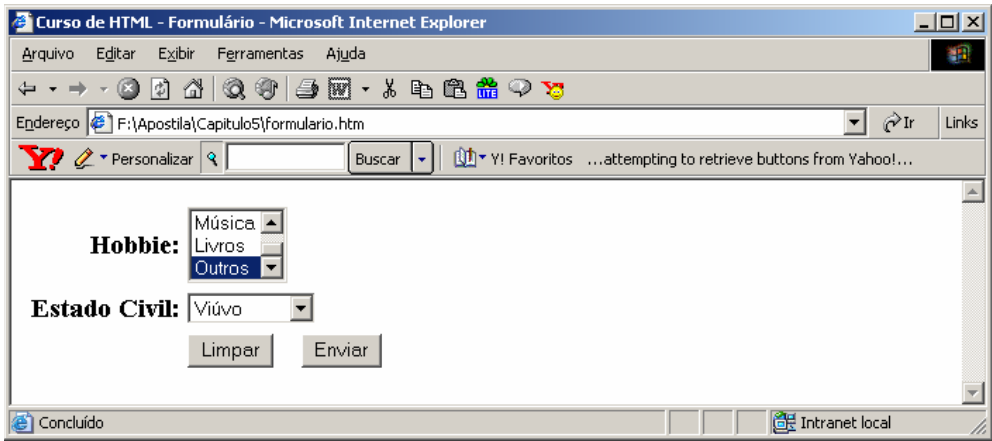 Curso de HTML - Formulário - Microsoft Internet Explorer
Arquivo Editar Exibir Ferramentas Ajuda
Endereço F:\Apostila\Capitulo5\formulario.htm Ir Links
Y! Personalizar Buscar Y! Favoritos ...attempting to retrieve buttons from Yahoo!...
Música
Hobbie: Livros
Outros
Estado Civil: Viúvo
Limpar Enviar
Concluído Intranet local